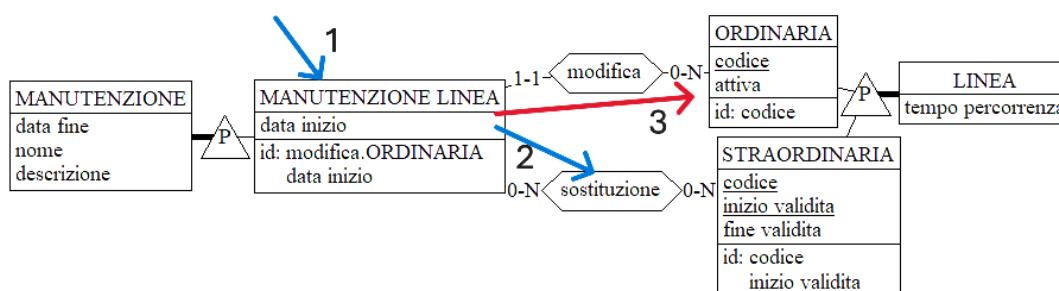 MANUTENZIONE
data fine
nome
descrizione
P
1
MANUTENZIONE LINEA
data inizio
id: modifica.ORDINARIA
data inizio
1-1
modifica
0-N
3
2
0-N
sostituzione
0-N
ORDINARIA
codice
attiva
id: codice
P
LINEA
tempo percorrenza
STRAORDINARIA
codice
inizio validita
fine validita
id: codice
inizio validita